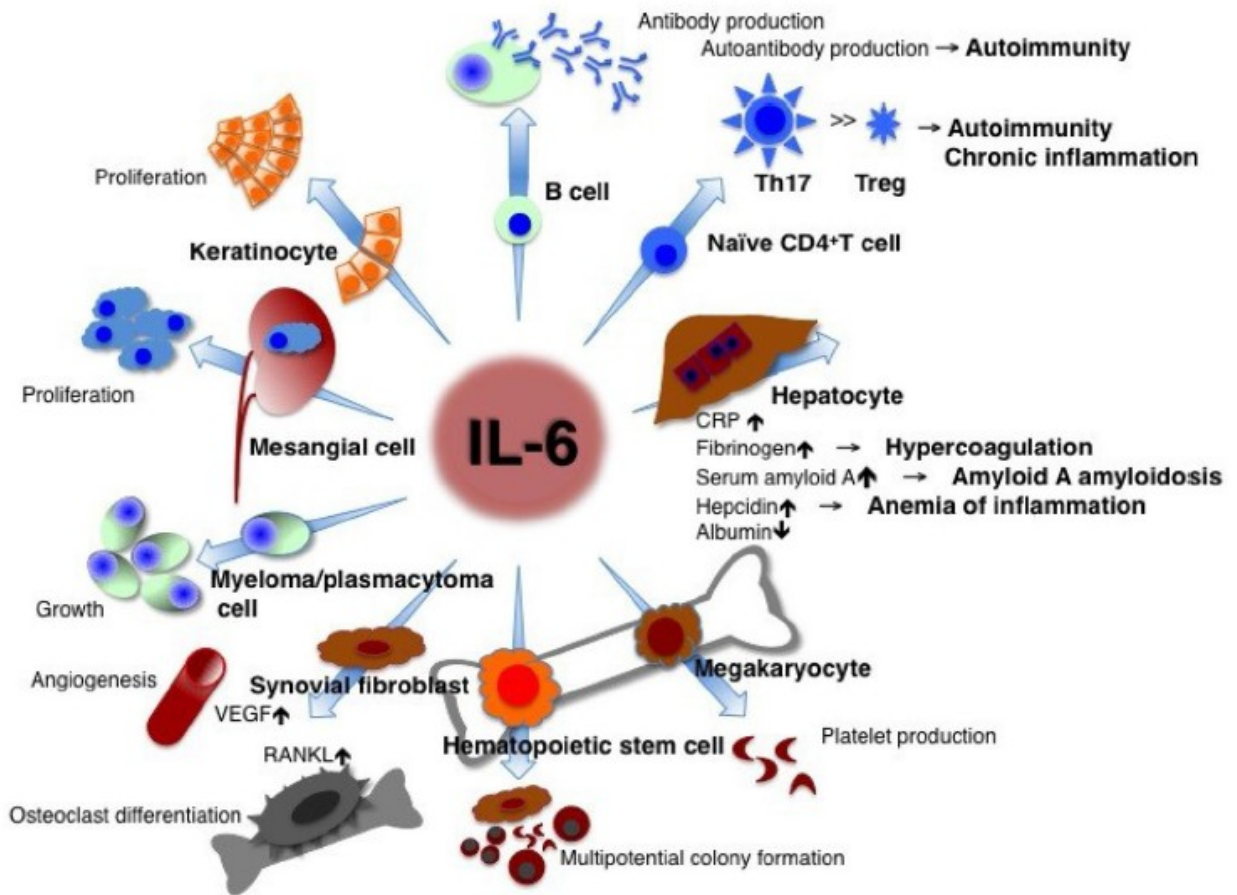 Antibody production
Autoantibody production → Autoimmunity
>>
→ Autoimmunity
Chronic inflammation
Th17 Treg
B cell
Naïve CD4+T cell
Proliferation
Keratinocyte
Proliferation
Mesangial cell
IL-6
Hepatocyte
CRP ↑
Fibrinogen↑ → Hypercoagulation
Serum amyloid A↑ → Amyloid A amyloidosis
Hepcidin↑ → Anemia of inflammation
Albumin↓
Growth
Myeloma/plasmacytoma
cell
Angiogenesis
Synovial fibroblast
VEGF↑
RANKL↑
Osteoclast differentiation
Hematopoietic stem cell
Multipotential colony formation
Megakaryocyte
Platelet production